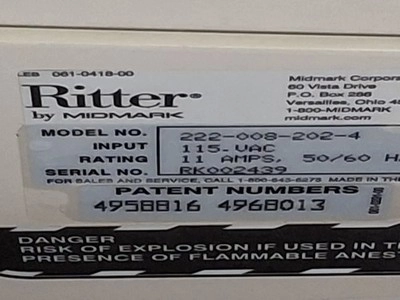 061-0418-00
Ritter®
by MIDMARK
Midmark Corpora
60 Vista Drive
P.O. Box 286
Versailles, Ohio 4
1-800-MIDMARK
midmark.com
MODEL NO. 222-008-202-4
INPUT 115 VAC
RATING 11 AMPS, 50/60 H
SERIAL NO. RK002439
FOR SALES AND SERVICE, CALL 1-800-643-6275 MADE IN THE
PATENT NUMBERS
4958816 4968013
DANGER
RISK OF EXPLOSION IF USED IN T
PRESENCE OF FLAMMABLE ANEST